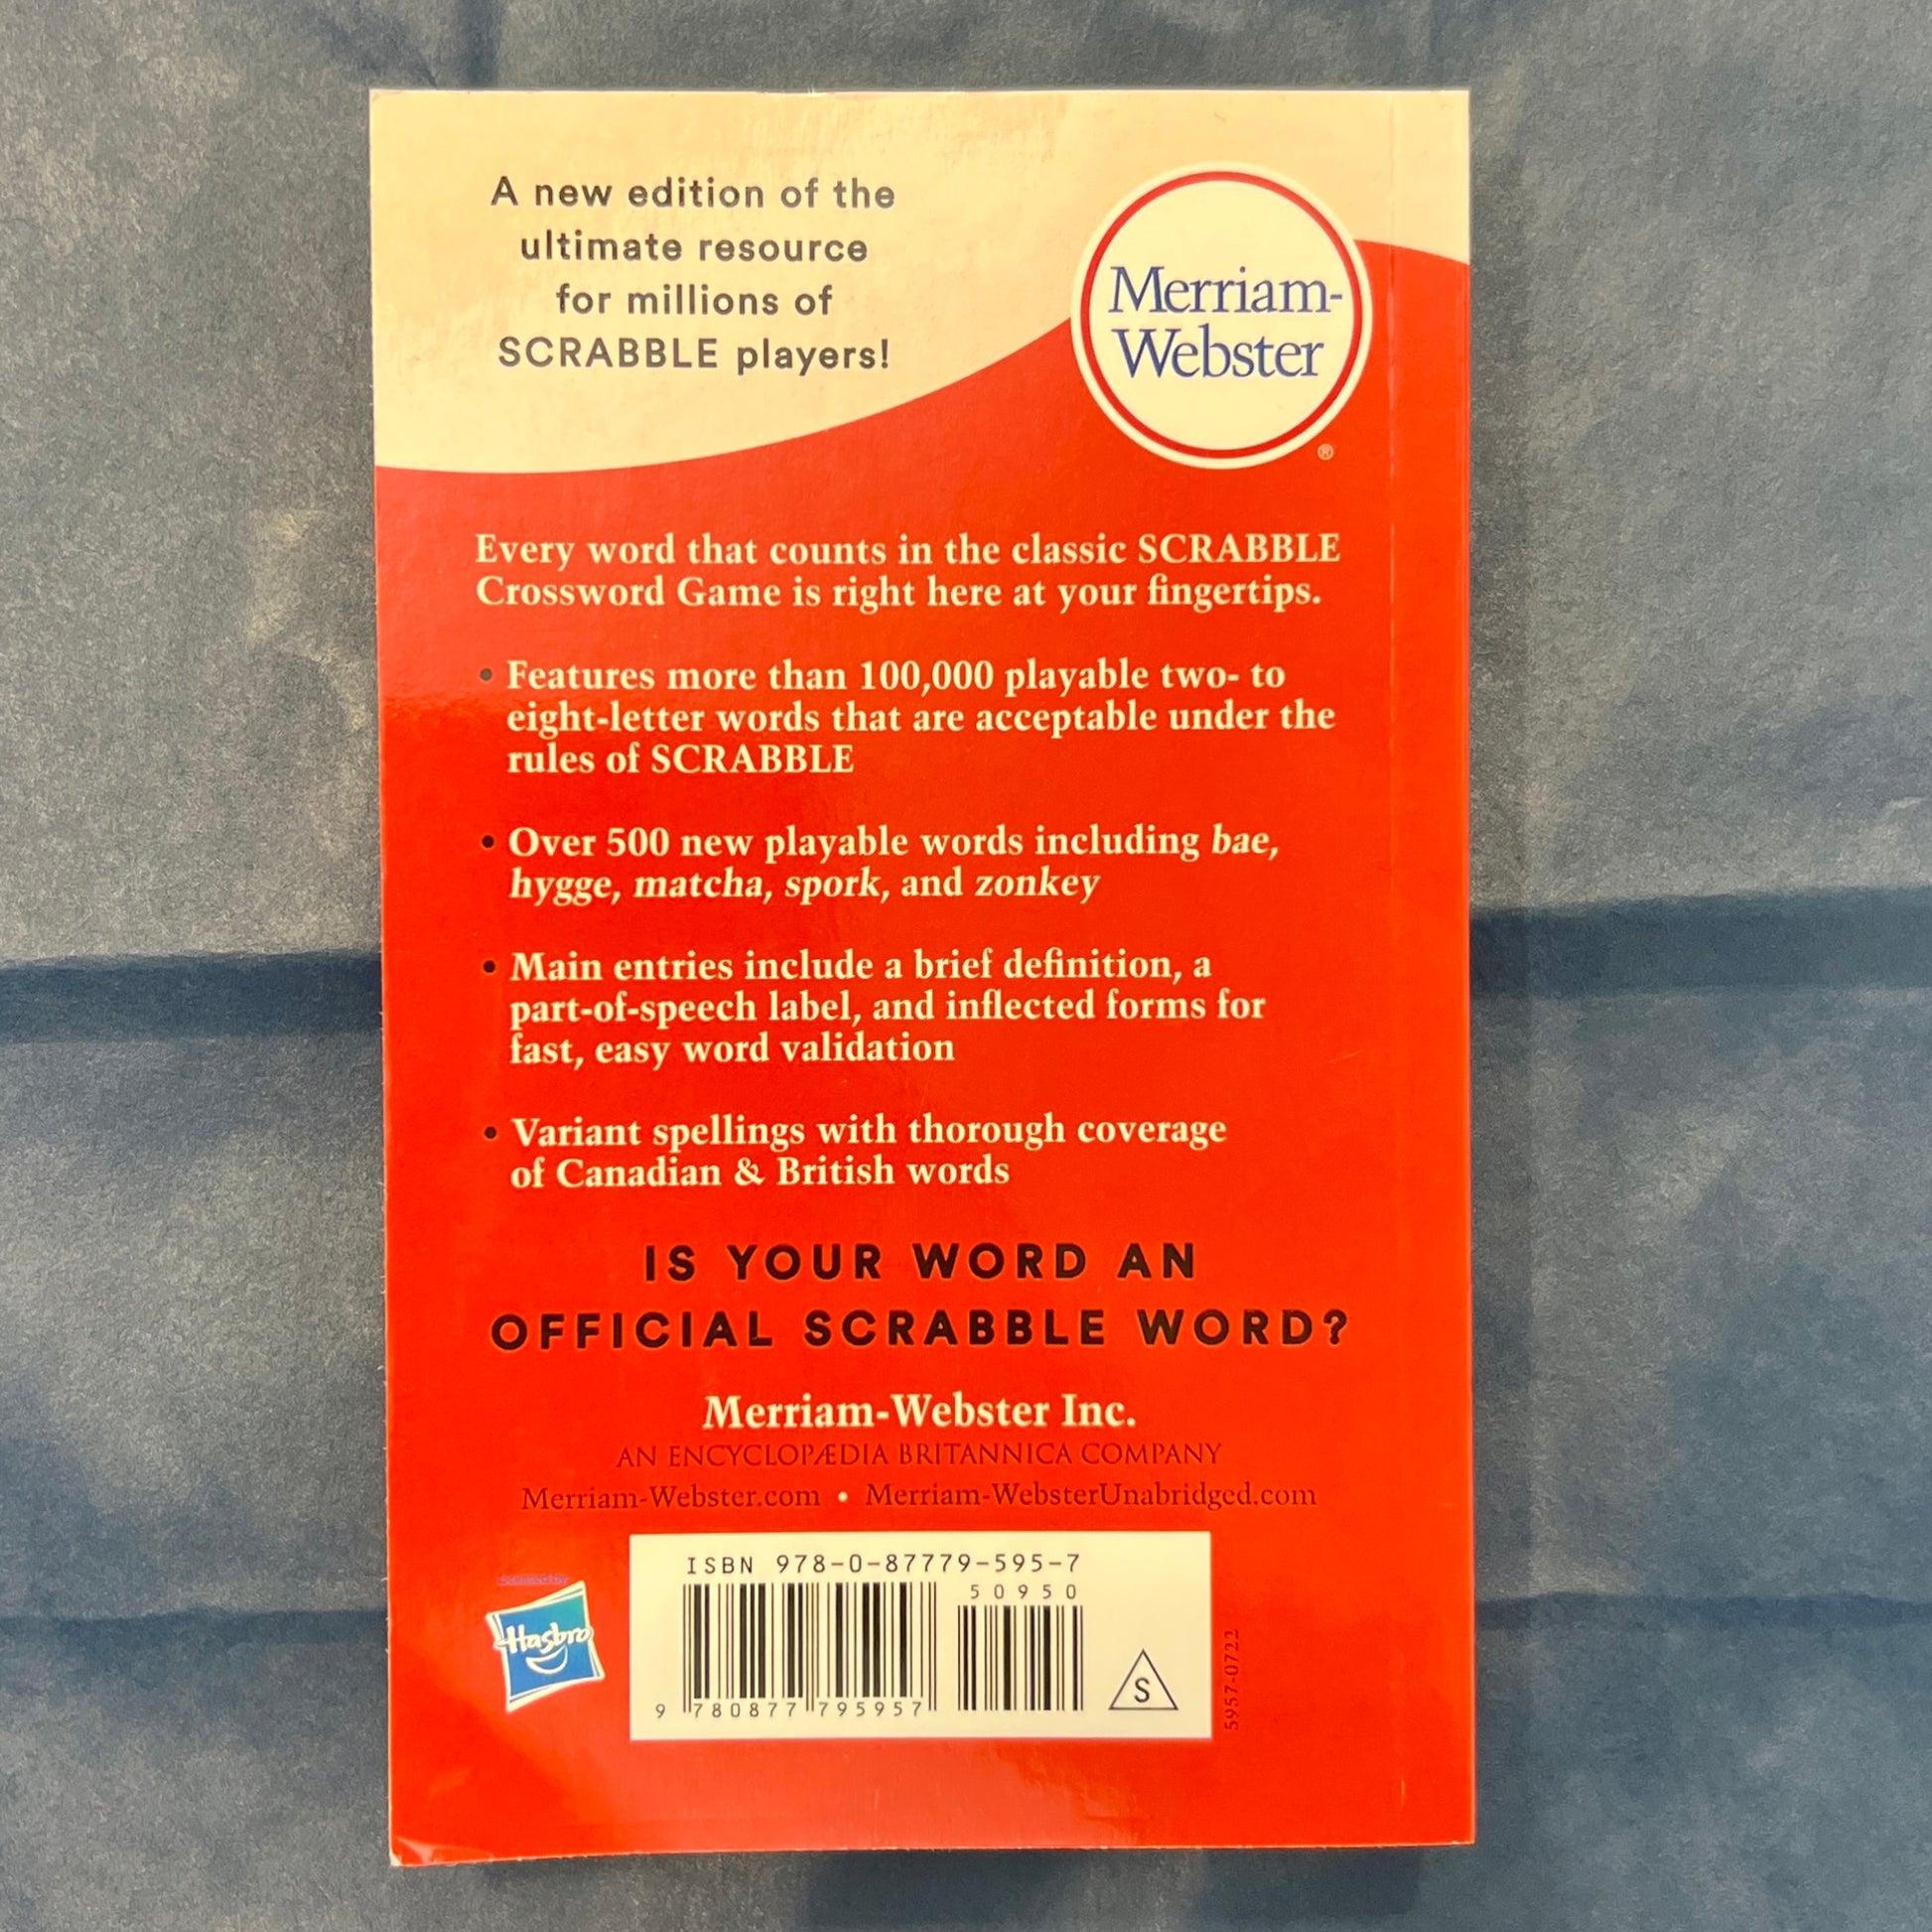 A new edition of the
ultimate resource
for millions of
SCRABBLE players!
Merriam-
Webster
®
Every word that counts in the classic SCRABBLE
Crossword Game is right here at your fingertips.
• Features more than 100,000 playable two- to
eight-letter words that are acceptable under the
rules of SCRABBLE
• Over 500 new playable words including bae,
hygge, matcha, spork, and zonkey
• Main entries include a brief definition, a
part-of-speech label, and inflected forms for
fast, easy word validation
• Variant spellings with thorough coverage
of Canadian & British words
IS YOUR WORD AN
OFFICIAL SCRABBLE WORD?
Merriam-Webster Inc.
AN ENCYCLOPÆDIA BRITANNICA COMPANY
Merriam-Webster.com • Merriam-WebsterUnabridged.com
ISBN 978-0-87779-595-7
50950
9 780877 795957
S
Hasbro
5957-0722